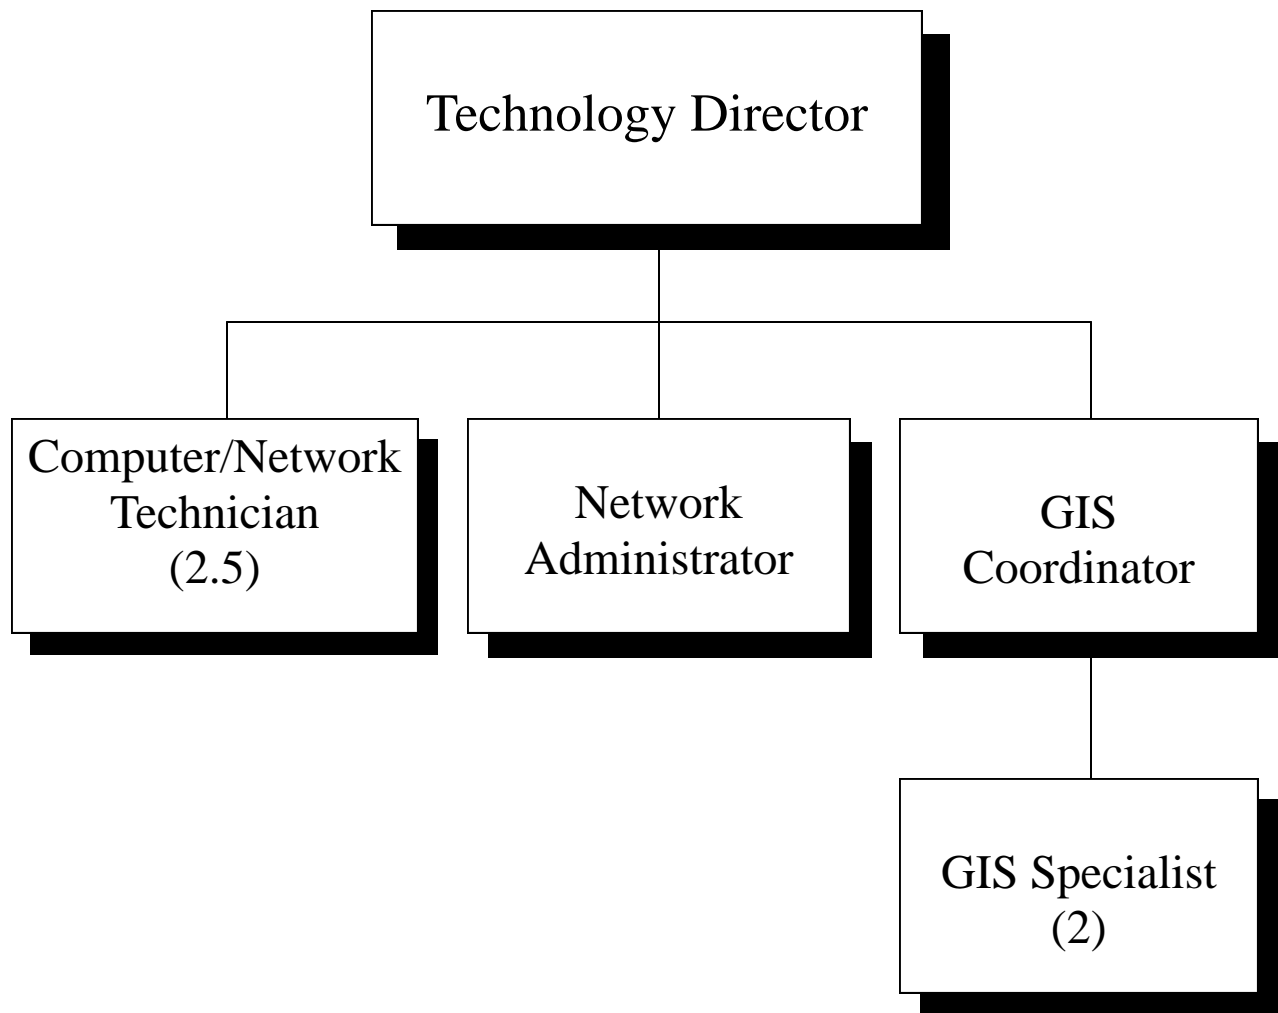 Technology Director
Computer/Network
Technician
(2.5)
Network
Administrator
GIS
Coordinator
GIS Specialist
(2)